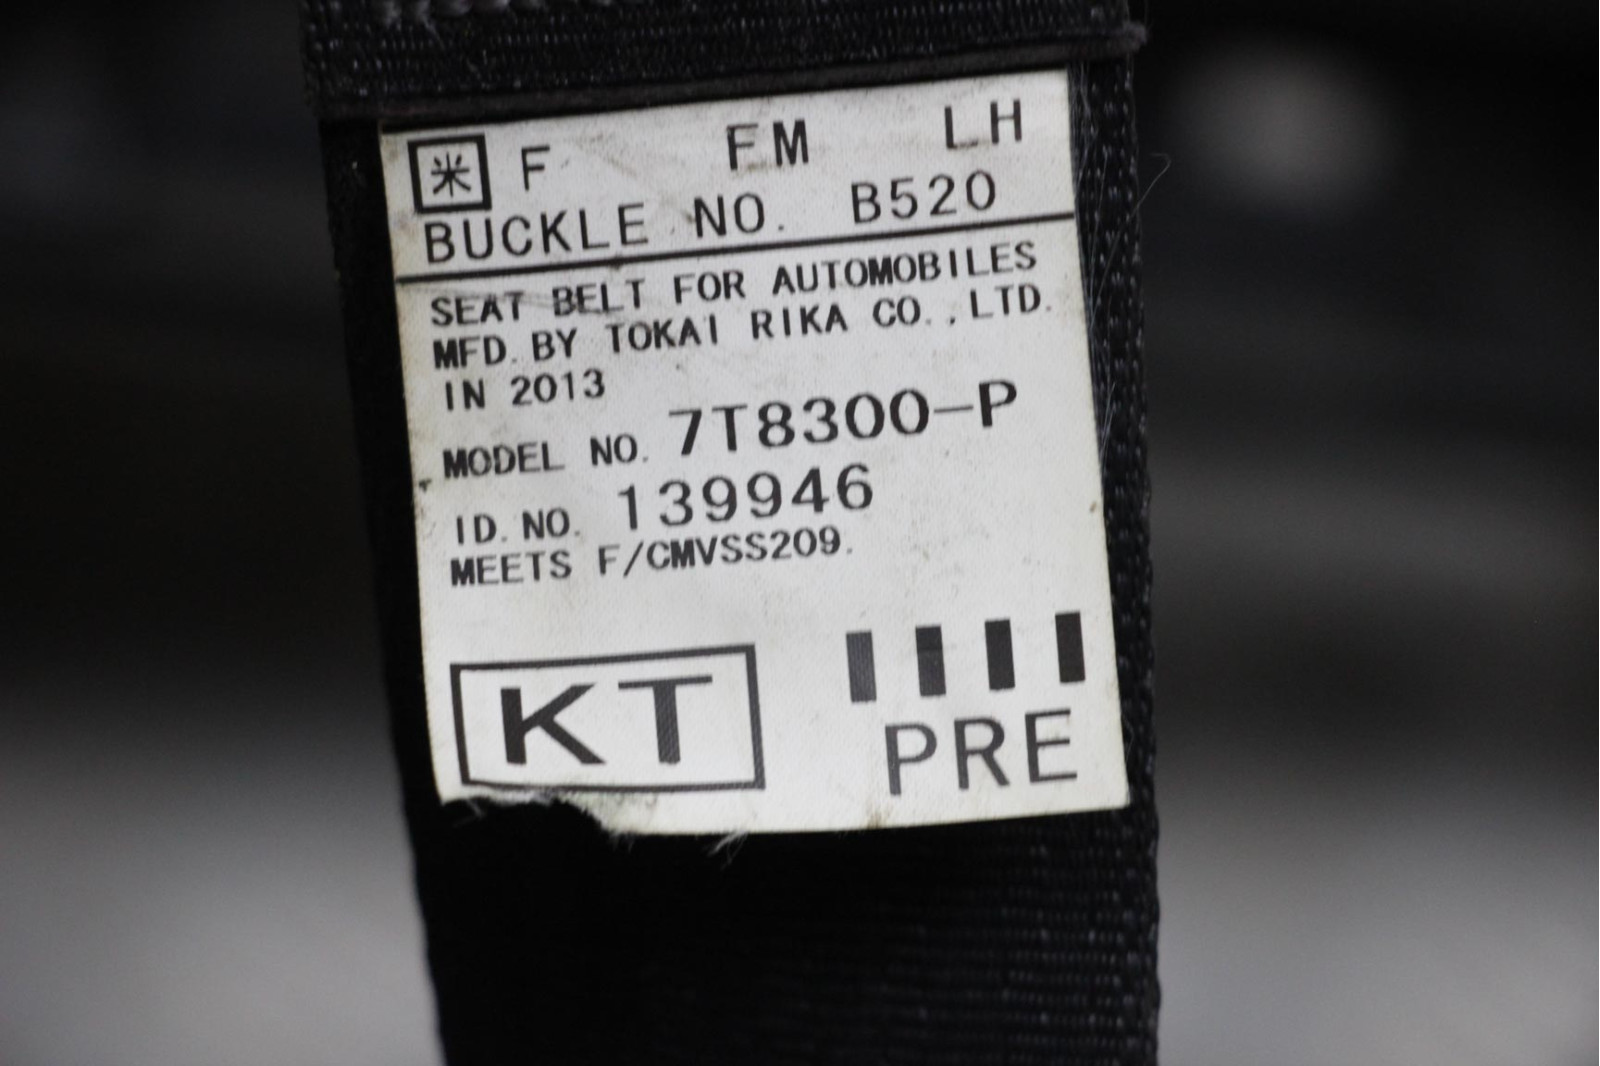 米 F FM LH
BUCKLE NO. B520
SEAT BELT FOR AUTOMOBILES
MFD. BY TOKAI RIKA CO.,LTD.
IN 2013
MODEL NO. 7T8300-P
ID. NO. 139946
MEETS F/CMVSS209.
KT
PRE